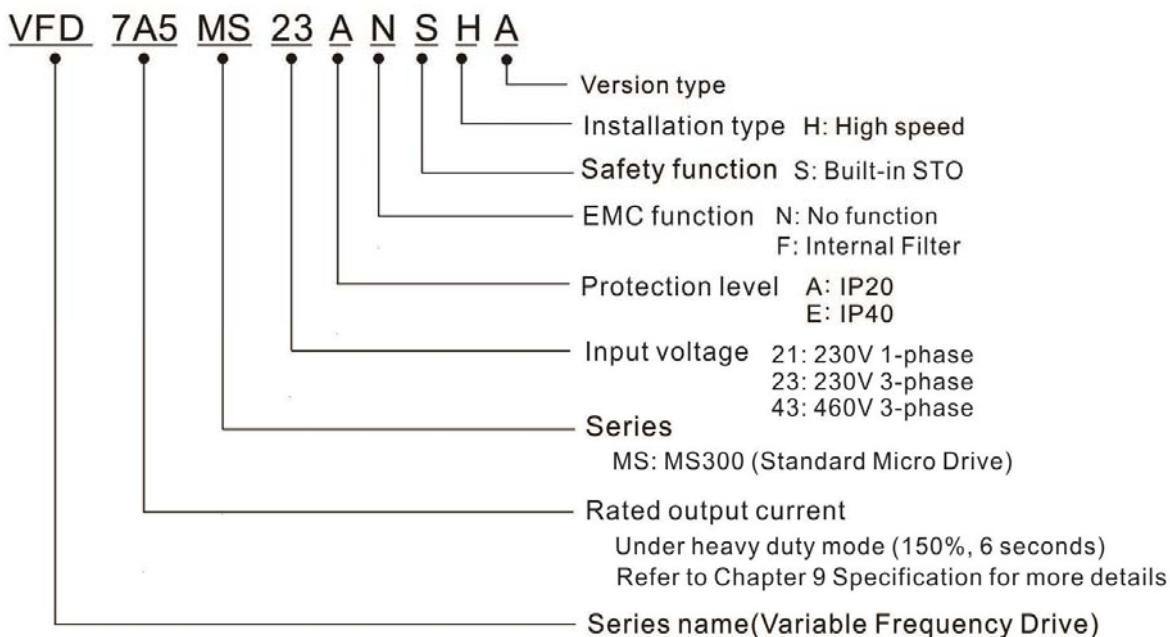 VFD 7A5 MS 23 A N S H A
Version type
Installation type H: High speed
Safety function S: Built-in STO
EMC function N: No function
F: Internal Filter
Protection level A: IP20
E: IP40
Input voltage 21: 230V 1-phase
23: 230V 3-phase
43: 460V 3-phase
Series
MS: MS300 (Standard Micro Drive)
Rated output current
Under heavy duty mode (150%, 6 seconds)
Refer to Chapter 9 Specification for more details
Series name(Variable Frequency Drive)